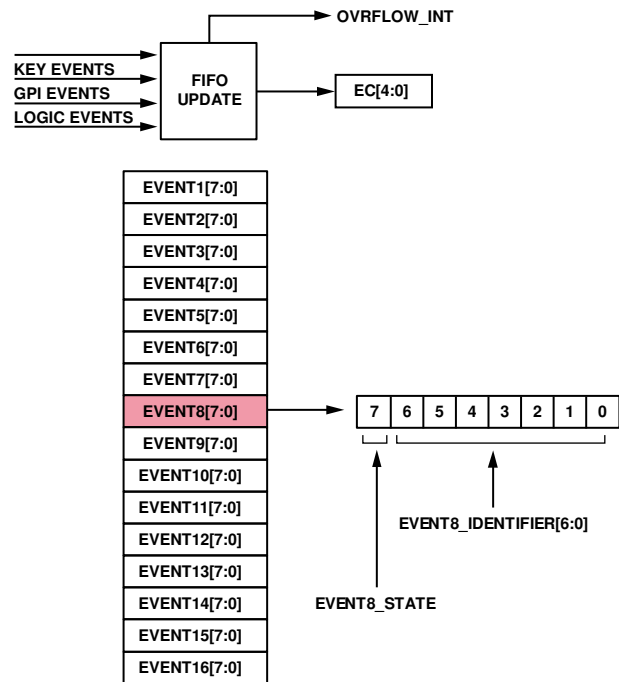 OVRFLOW_INT
KEY EVENTS
GPI EVENTS
LOGIC EVENTS
FIFO
UPDATE
EC[4:0]
EVENT1[7:0]
EVENT2[7:0]
EVENT3[7:0]
EVENT4[7:0]
EVENT5[7:0]
EVENT6[7:0]
EVENT7[7:0]
EVENT8[7:0]
EVENT9[7:0]
EVENT10[7:0]
EVENT11[7:0]
EVENT12[7:0]
EVENT13[7:0]
EVENT14[7:0]
EVENT15[7:0]
EVENT16[7:0]
7 6 5 4 3 2 1 0
EVENT8_IDENTIFIER[6:0]
EVENT8_STATE